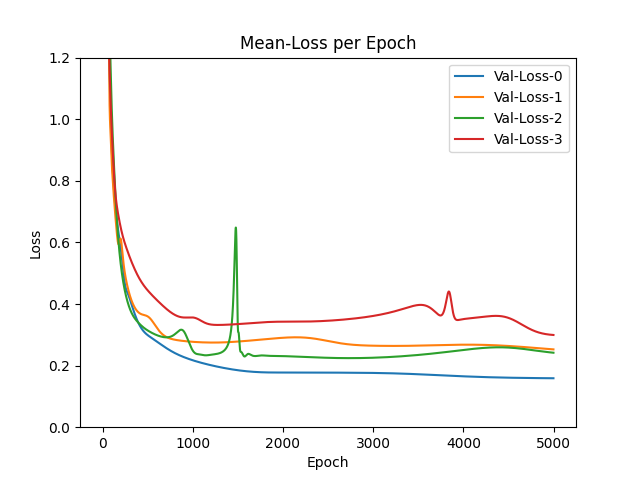 Mean-Loss per Epoch
Val-Loss-0
Val-Loss-1
Val-Loss-2
Val-Loss-3
Loss
1.2
1.0
0.8
0.6
0.4
0.2
0.0
0 1000 2000 3000 4000 5000
Epoch